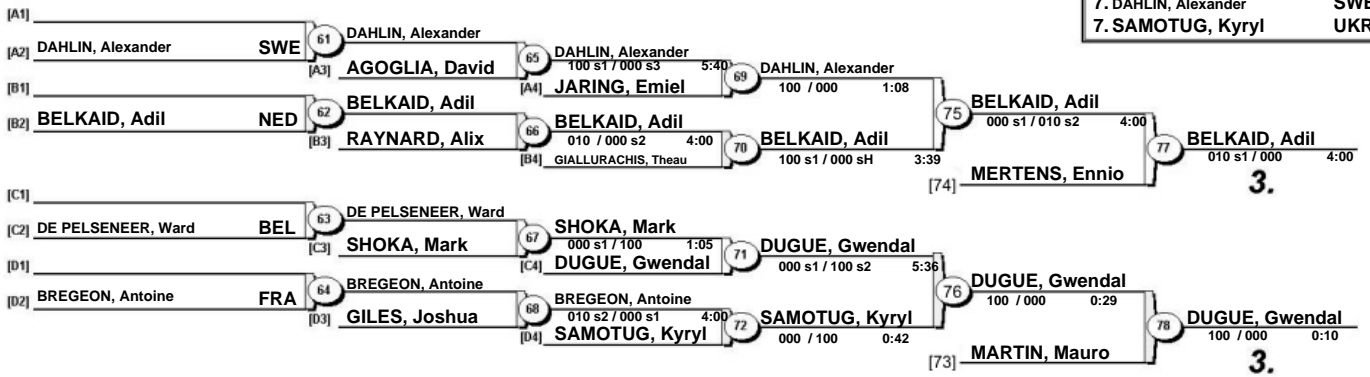 7. DAHLIN, Alexander SWE
7. SAMOTUG, Kyryl UKR
[A1]
[A2] DAHLIN, Alexander SWE
61
DAHLIN, Alexander
[A3] AGOGLIA, David
65
DAHLIN, Alexander
100 s1 / 000 s3 5:40
[A4] JARING, Emiel
69
DAHLIN, Alexander
100 / 000 1:08
[B1]
[B2] BELKAID, Adil NED
62
BELKAID, Adil
[B3] RAYNARD, Alix
66
BELKAID, Adil
010 / 000 s2 4:00
[B4] GIALLURACHIS, Theau
70
BELKAID, Adil
100 s1 / 000 sH 3:39
75
BELKAID, Adil
000 s1 / 010 s2 4:00
[74] MERTENS, Ennio
77
BELKAID, Adil
010 s1 / 000 4:00
3.
[C1]
[C2] DE PELSENEER, Ward BEL
63
DE PELSENEER, Ward
[C3] SHOKA, Mark
67
SHOKA, Mark
000 s1 / 100 1:05
[C4] DUGUE, Gwendal
71
DUGUE, Gwendal
000 s1 / 100 s2 5:36
[D1]
[D2] BREGEON, Antoine FRA
64
BREGEON, Antoine
[D3] GILES, Joshua
68
BREGEON, Antoine
010 s2 / 000 s1 4:00
[D4] SAMOTUG, Kyryl
72
SAMOTUG, Kyryl
000 / 100 0:42
76
DUGUE, Gwendal
100 / 000 0:29
[73] MARTIN, Mauro
78
DUGUE, Gwendal
100 / 000 0:10
3.